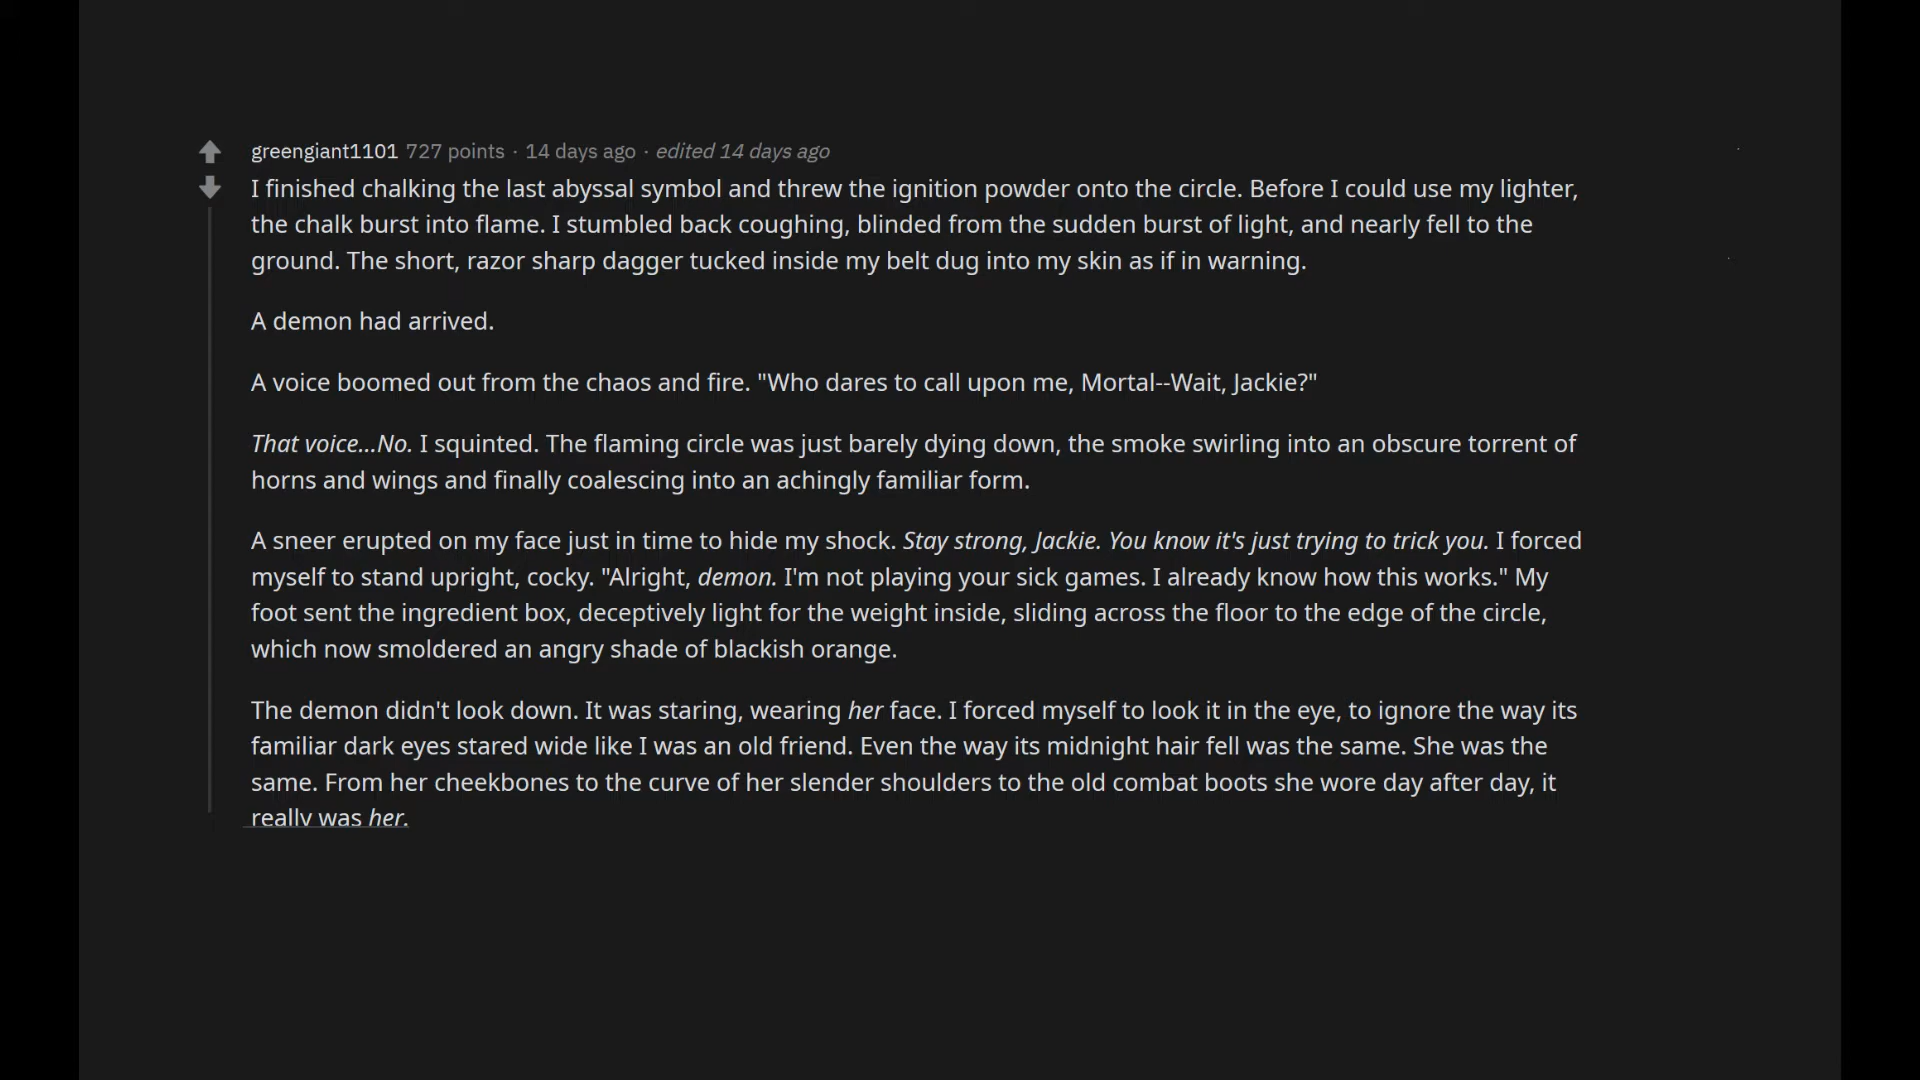 greengiant1101 727 points · 14 days ago · edited 14 days ago
I finished chalking the last abyssal symbol and threw the ignition powder onto the circle. Before I could use my lighter,
the chalk burst into flame. I stumbled back coughing, blinded from the sudden burst of light, and nearly fell to the
ground. The short, razor sharp dagger tucked inside my belt dug into my skin as if in warning.
A demon had arrived.
A voice boomed out from the chaos and fire. "Who dares to call upon me, Mortal--Wait, Jackie?"
That voice...No. I squinted. The flaming circle was just barely dying down, the smoke swirling into an obscure torrent of
horns and wings and finally coalescing into an achingly familiar form.
A sneer erupted on my face just in time to hide my shock. Stay strong, Jackie. You know it's just trying to trick you. I forced
myself to stand upright, cocky. "Alright, demon. I'm not playing your sick games. I already know how this works." My
foot sent the ingredient box, deceptively light for the weight inside, sliding across the floor to the edge of the circle,
which now smoldered an angry shade of blackish orange.
The demon didn't look down. It was staring, wearing her face. I forced myself to look it in the eye, to ignore the way its
familiar dark eyes stared wide like I was an old friend. Even the way its midnight hair fell was the same. She was the
same. From her cheekbones to the curve of her slender shoulders to the old combat boots she wore day after day, it
really was her.